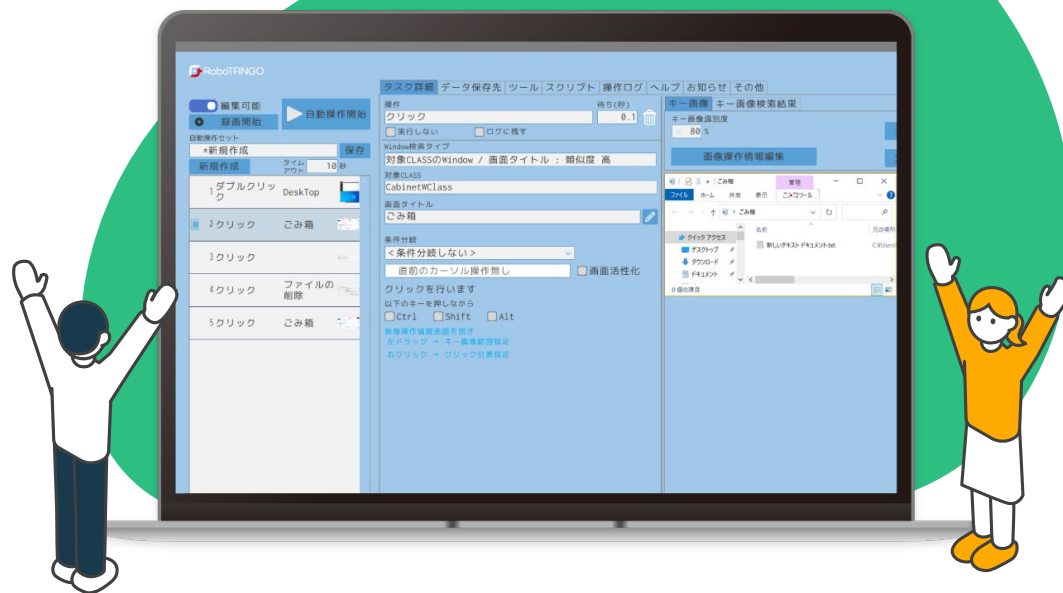 RoboTANGO
タスク詳細 データ保存先 ツール スクリプト 操作ログ ヘルプ お知らせ その他
編集可能
録画開始
自動操作開始
自動操作セット
*新規作成
保存
新規作成
タイムアウト 10 秒
1 ダブルクリック DeskTop
2 クリック ごみ箱
3 クリック
4 クリック ファイルの削除
5 クリック ごみ箱
操作
待ち(秒)
クリック
0.1
実行しない
ログに残す
Window検索タイプ
対象CLASSのWindow / 画面タイトル : 類似度 高
対象CLASS
CabinetWClass
画面タイトル
ごみ箱
条件分岐
<条件分岐しない>
直前のカーソル操作無し
画面活性化
クリックを行います
以下のキーを押しながら
Ctrl Shift Alt
画像操作情報画面を開き
左ドラッグ ⇒ キー画像範囲指定
右クリック ⇒ クリック位置指定
キー画像 キー画像検索結果
キー画像識別度
80 %
画像操作情報編集
ごみ箱
管理
ファイル ホーム 共有 表示 ごみ箱ツール
ごみ箱
名前
クイック アクセス
デスクトップ
ダウンロード
ドキュメント
新しいテキスト ドキュメント.txt
C:¥Users
0 個の項目